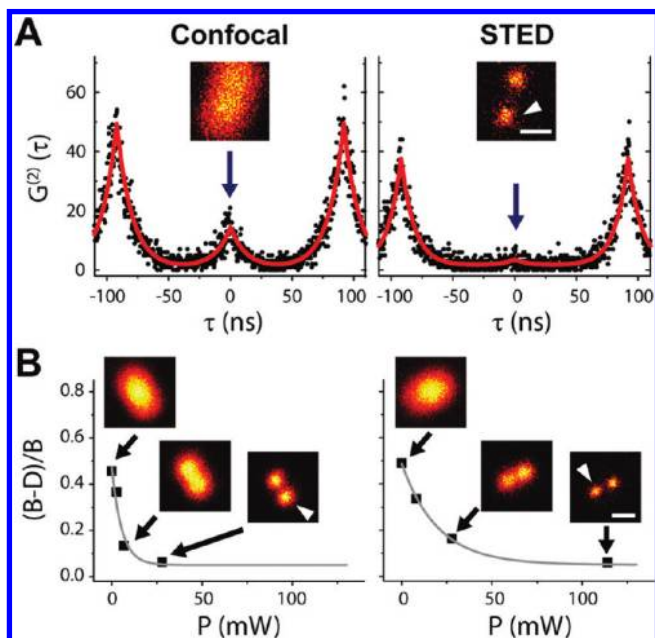 A
Confocal
STED
G(2) (τ)
60
40
20
0
-100 -50 0 50 100
τ (ns)
-100 -50 0 50 100
τ (ns)
B
(B-D)/B
0.8
0.6
0.4
0.2
0.0
0 50 100
P (mW)
0 50 100
P (mW)